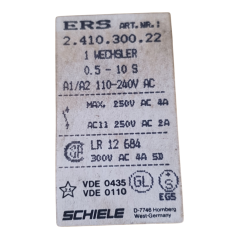 ERS ART.NR.:
2.410.300.22
1 WECHSLER
0.5 - 10 S
A1/A2 110-240V AC
MAX. 250V AC 4A
AC11 250V AC 2A
LR 12 684
300V AC 4A SD
VDE 0435
VDE 0110
GL
S
EGS
SCHIELE
D-7746 Hornberg
West-Germany